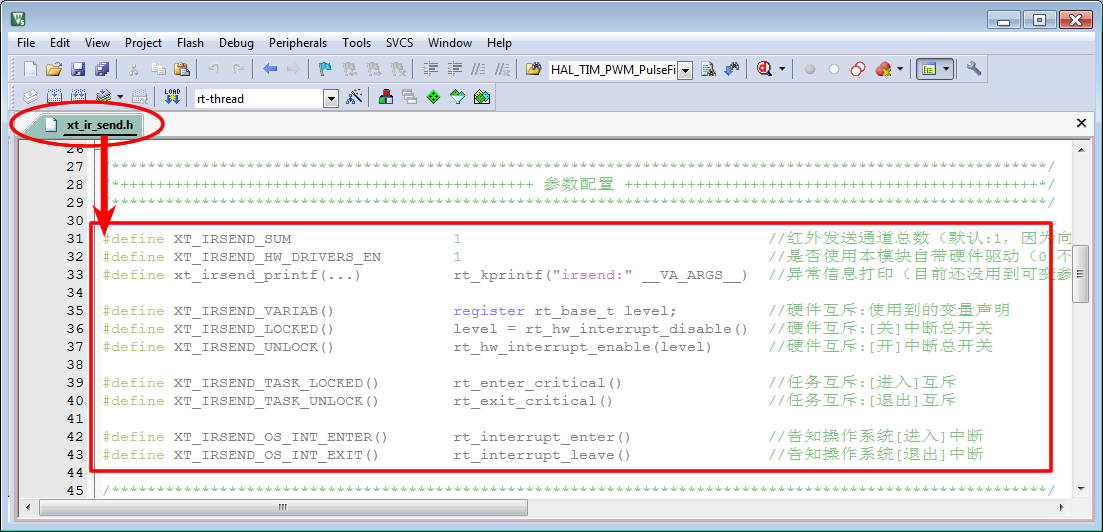 File Edit View Project Flash Debug Peripherals Tools SVCS Window Help
HAL_TIM_PWM_PulseFi
LOAD rt-thread
xt_ir_send.h
26
27 /*******************************************************************************************************/
28 /*++++++++++++++++++++++++++++++++++++++++++++++ 参数配置 ++++++++++++++++++++++++++++++++++++++++++++++*/
29 /*******************************************************************************************************/
30
31 #define XT_IRSEND_SUM 1 //红外发送通道总数（默认:1，因为向
32 #define XT_IRSEND_HW_DRIVERS_EN 1 //是否使用本模块自带硬件驱动（0 不
33 #define xt_irsend_printf(...) rt_kprintf("irsend:" __VA_ARGS__) //异常信息打印（目前还没用到可变参
34
35 #define XT_IRSEND_VARIAB() register rt_base_t level; //硬件互斥:使用到的变量声明
36 #define XT_IRSEND_LOCKED() level = rt_hw_interrupt_disable() //硬件互斥:[关]中断总开关
37 #define XT_IRSEND_UNLOCK() rt_hw_interrupt_enable(level) //硬件互斥:[开]中断总开关
38
39 #define XT_IRSEND_TASK_LOCKED() rt_enter_critical() //任务互斥:[进入]互斥
40 #define XT_IRSEND_TASK_UNLOCK() rt_exit_critical() //任务互斥:[退出]互斥
41
42 #define XT_IRSEND_OS_INT_ENTER() rt_interrupt_enter() //告知操作系统[进入]中断
43 #define XT_IRSEND_OS_INT_EXIT() rt_interrupt_leave() //告知操作系统[退出]中断
44
45 /*******************************************************************************************************/